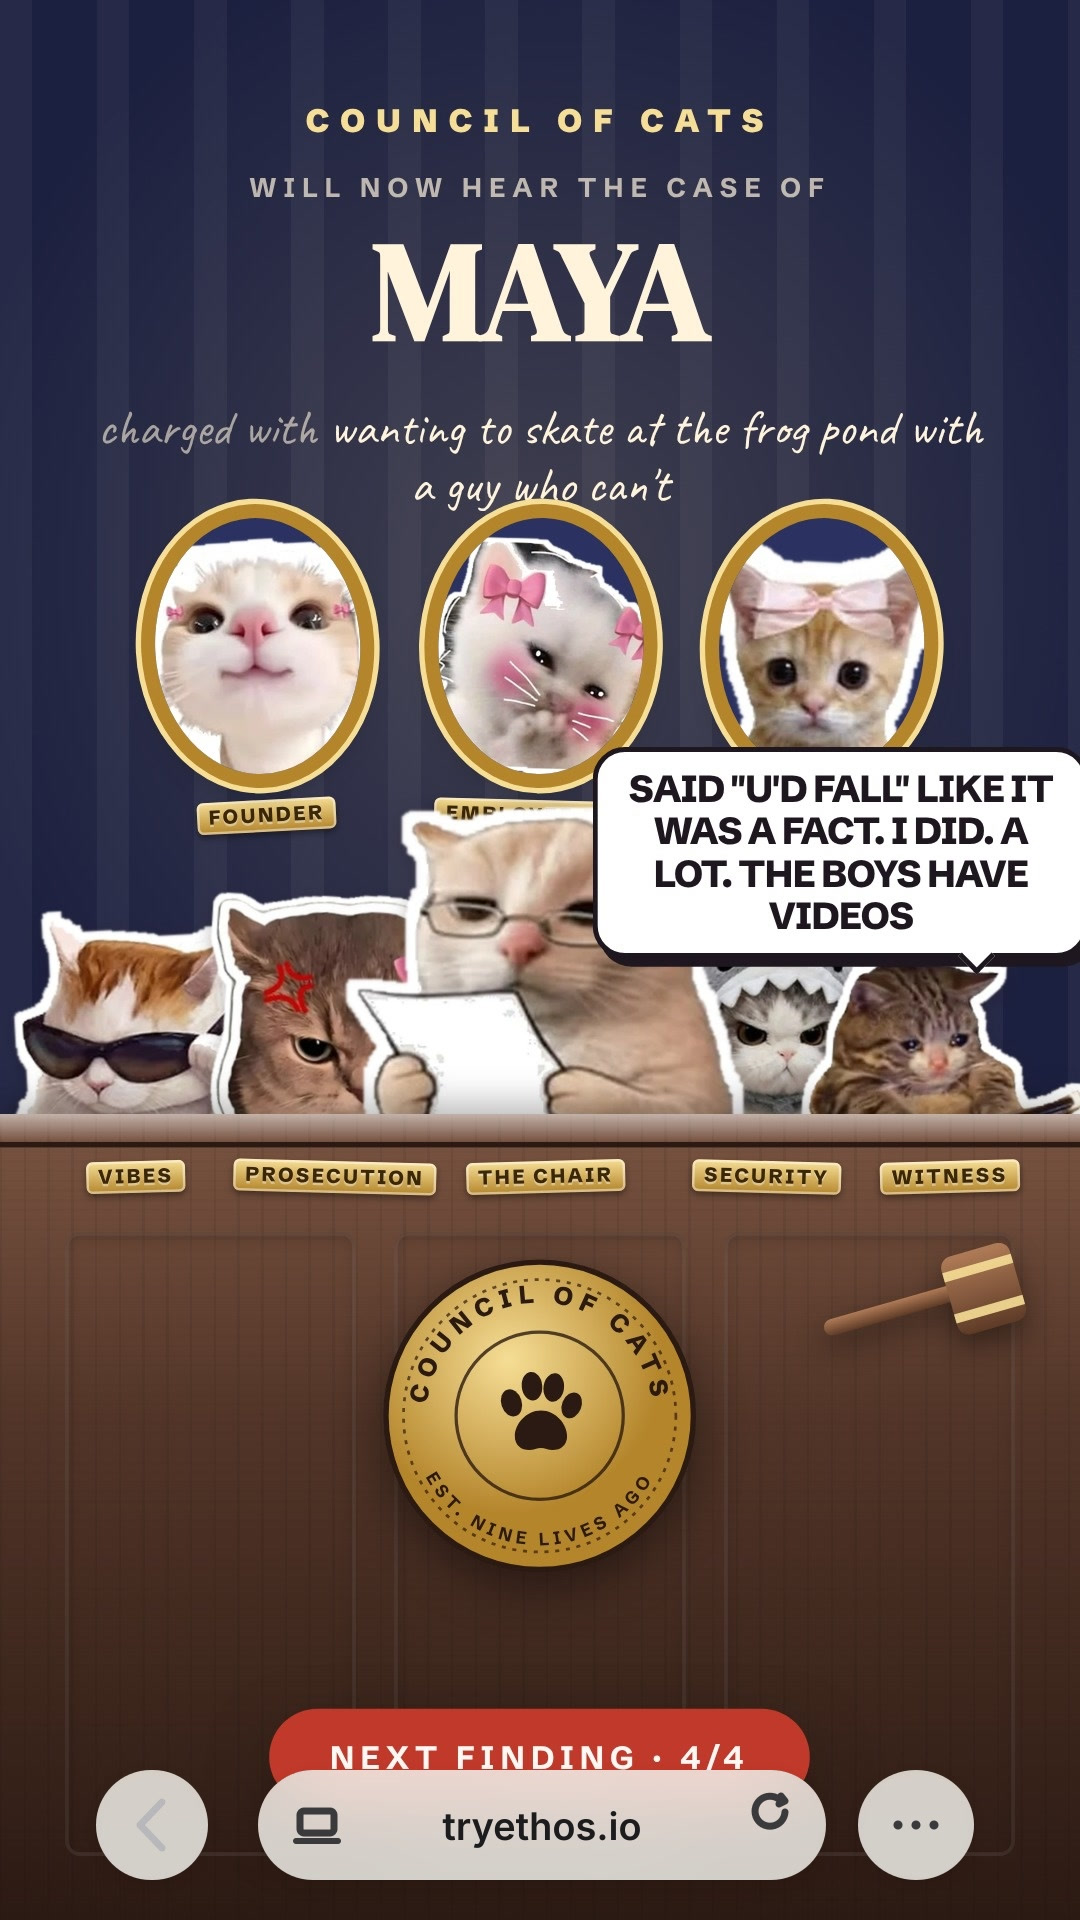 COUNCIL OF CATS
WILL NOW HEAR THE CASE OF
MAYA
charged with wanting to skate at the frog pond with
a guy who can't
FOUNDER
SAID "U'D FALL" LIKE IT
WAS A FACT. I DID. A
LOT. THE BOYS HAVE
VIDEOS
VIBES
PROSECUTION
THE CHAIR
SECURITY
WITNESS
COUNCIL OF CATS
EST. NINE LIVES AGO
NEXT FINDING · 4/4
tryethos.io